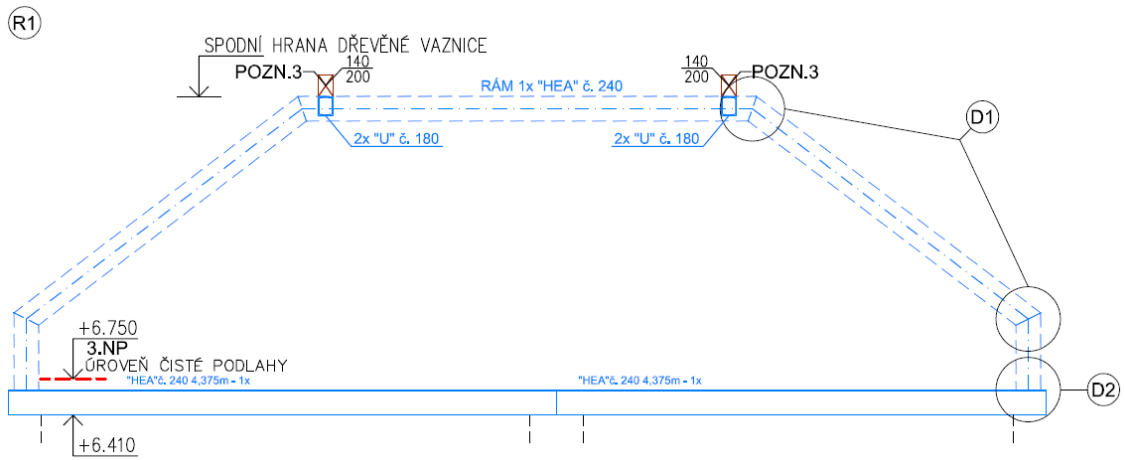 R1
SPODNÍ HRANA DŘEVĚNÉ VAZNICE
POZN.3
140
200
140
200
POZN.3
RÁM 1x "HEA" č. 240
D1
2x "U" č. 180
2x "U" č. 180
+6.750
3.NP
ÚROVEŇ ČISTÉ PODLAHY
"HEA"č. 240 4,375m - 1x
"HEA"č. 240 4,375m - 1x
D2
+6.410